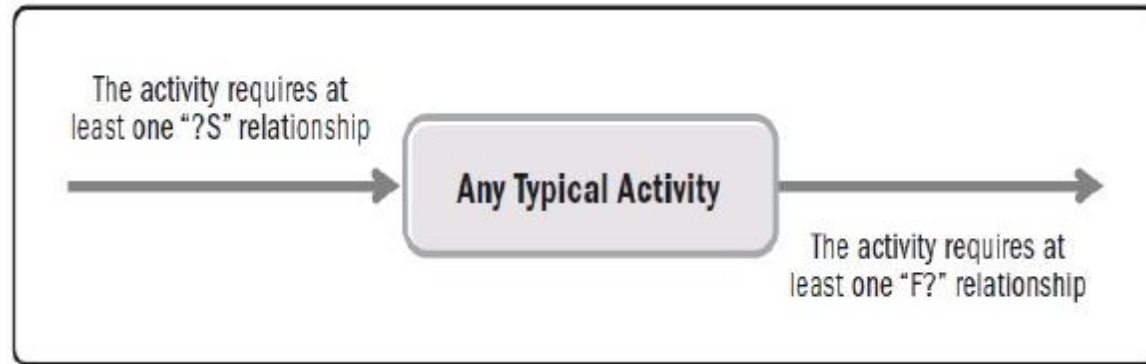 The activity requires at
least one “?S” relationship
Any Typical Activity
The activity requires at
least one “F?” relationship